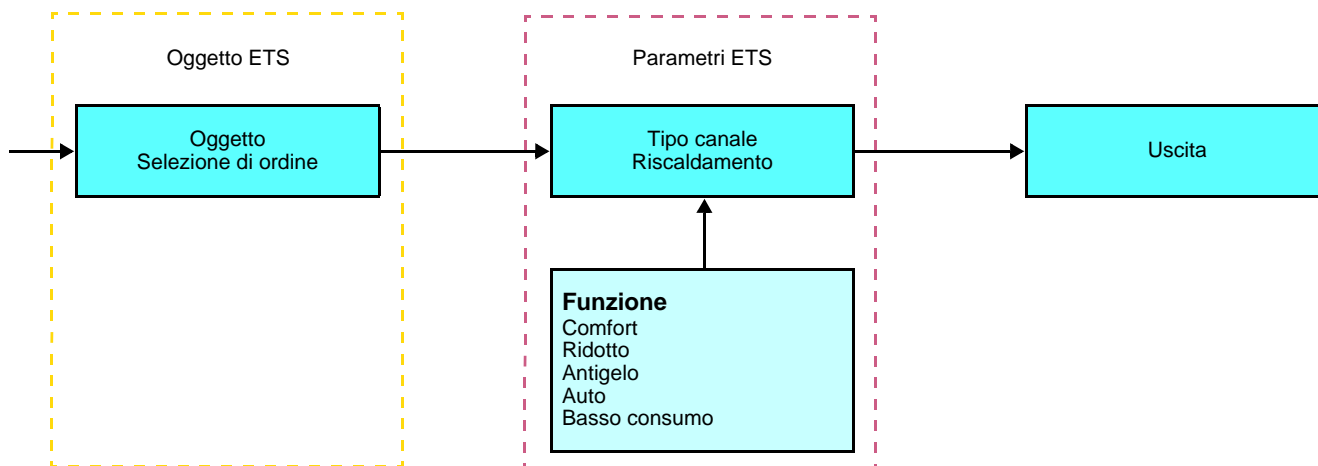 Oggetto ETS
Parametri ETS
Oggetto
Selezione di ordine
Tipo canale
Riscaldamento
Uscita
Funzione
Comfort
Ridotto
Antigelo
Auto
Basso consumo